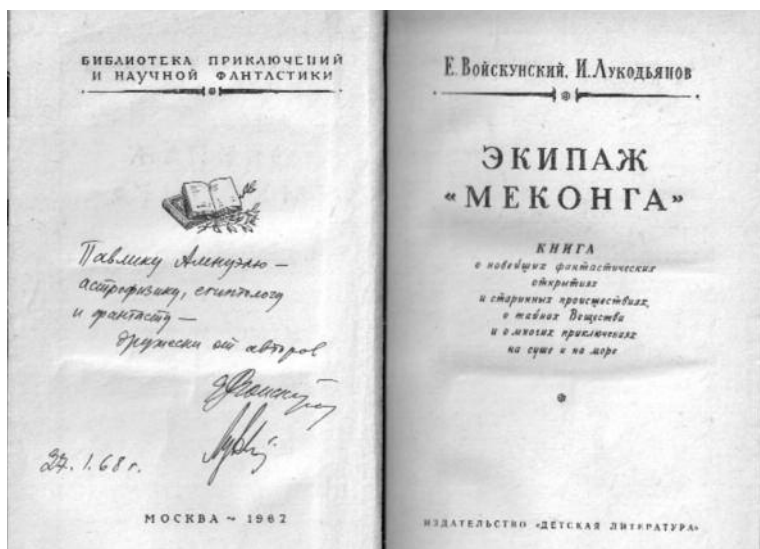 БИБЛИОТЕКА ПРИКЛЮЧЕНИЙ
И НАУЧНОЙ ФАНТАСТИКИ
Павлику Амнуэлю —
астрофизику, египтологу
и фантасту —
дружески от авторов
27.1.68 г.
МОСКВА ~ 1962
Е. ВОЙСКУНСКИЙ, И. ЛУКОДЬЯНОВ
ЭКИПАЖ
«МЕКОНГА»
КНИГА
о новейших фантастических
открытиях
и старинных происшествиях,
о тайнах Вещества
и о многих приключениях
на суше и на море
ИЗДАТЕЛЬСТВО «ДЕТСКАЯ ЛИТЕРАТУРА»